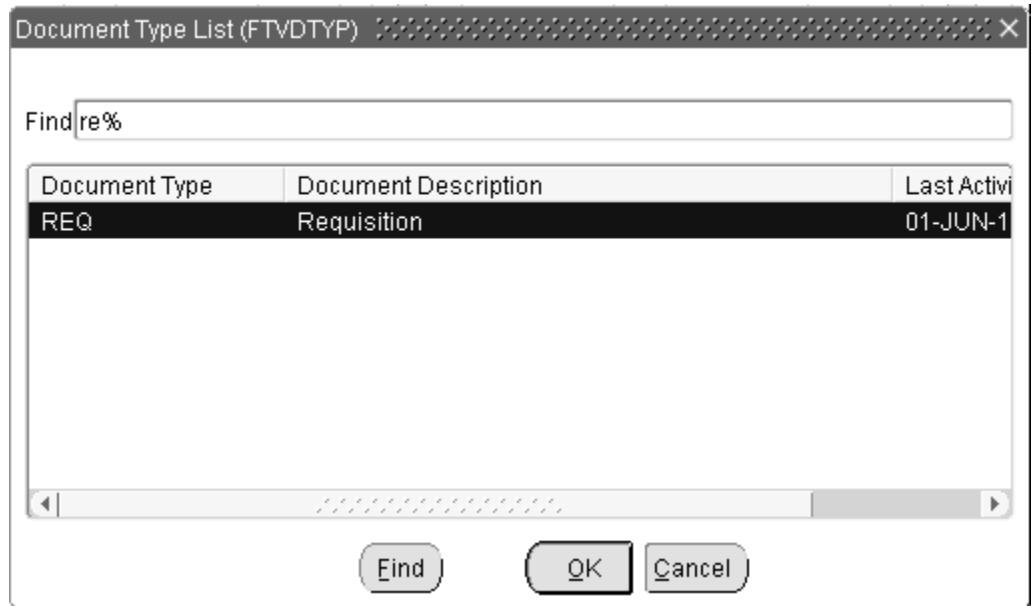 Document Type List (FTVDTYP)
Find re%
Document Type Document Description Last Activi
REQ Requisition 01-JUN-1
Find OK Cancel